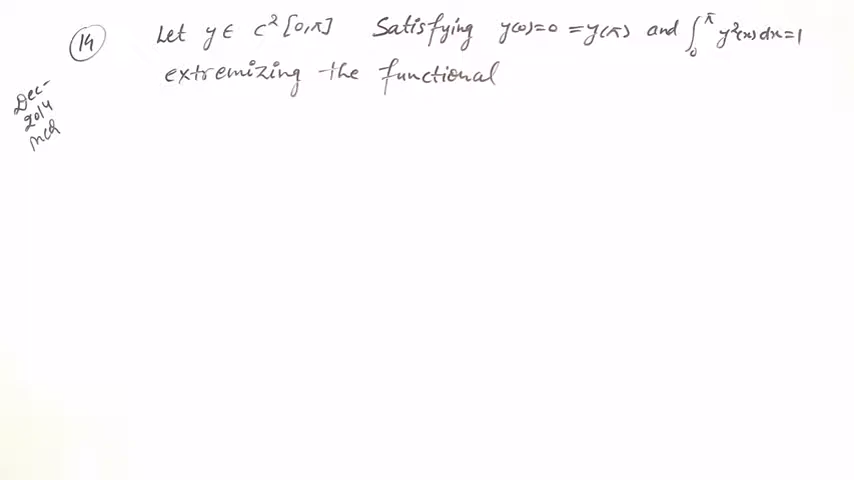 (14) Let y ∈ C²[0,π] Satisfying y(0)=0=y(π) and ∫₀^π y²(x)dx=1
extremizing the functional
Dec-
2014
MCQ